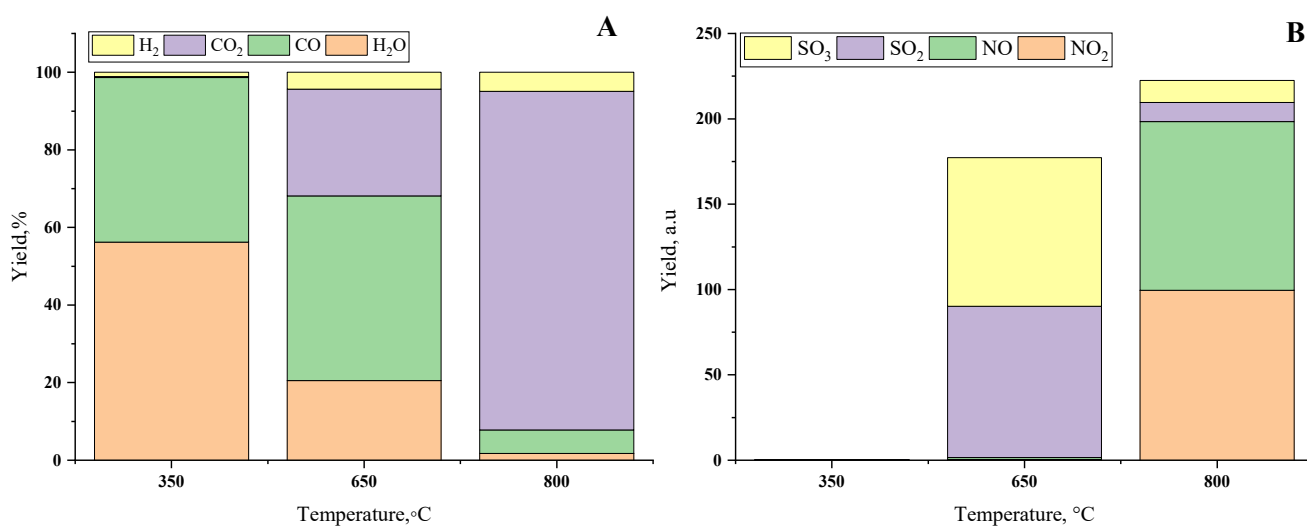 A
H₂ CO₂ CO H₂O
Yield,%
100
80
60
40
20
0
350 650 800
Temperature,∘C
B
SO₃ SO₂ NO NO₂
Yield, a.u
250
200
150
100
50
0
350 650 800
Temperature, °C